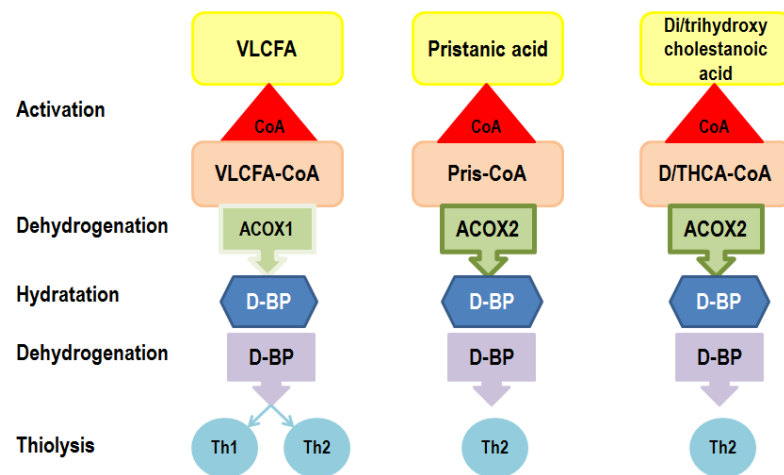 VLCFA
Pristanic acid
Di/trihydroxy
cholestanoic
acid
Activation
CoA
CoA
CoA
VLCFA-CoA
Pris-CoA
D/THCA-CoA
Dehydrogenation
ACOX1
ACOX2
ACOX2
Hydratation
D-BP
D-BP
D-BP
Dehydrogenation
D-BP
D-BP
D-BP
Thiolysis
Th1
Th2
Th2
Th2